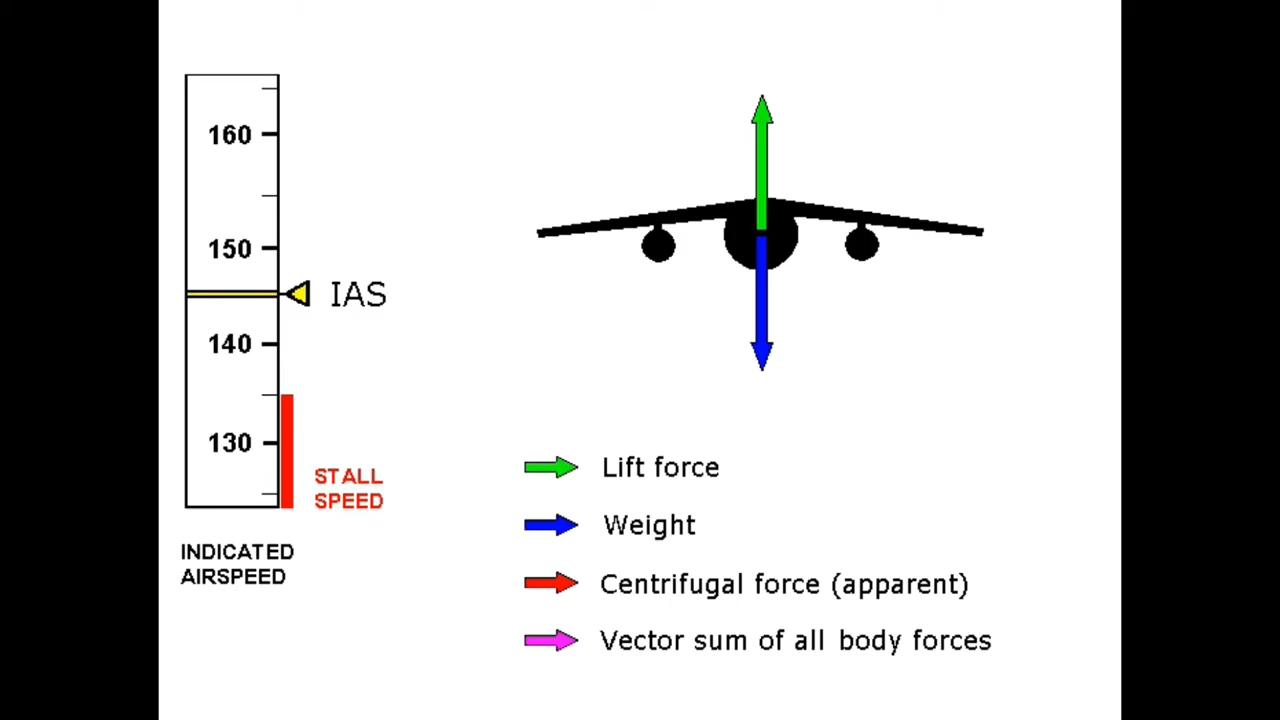 160
150
IAS
140
130
STALL
SPEED
INDICATED
AIRSPEED
Lift force
Weight
Centrifugal force (apparent)
Vector sum of all body forces